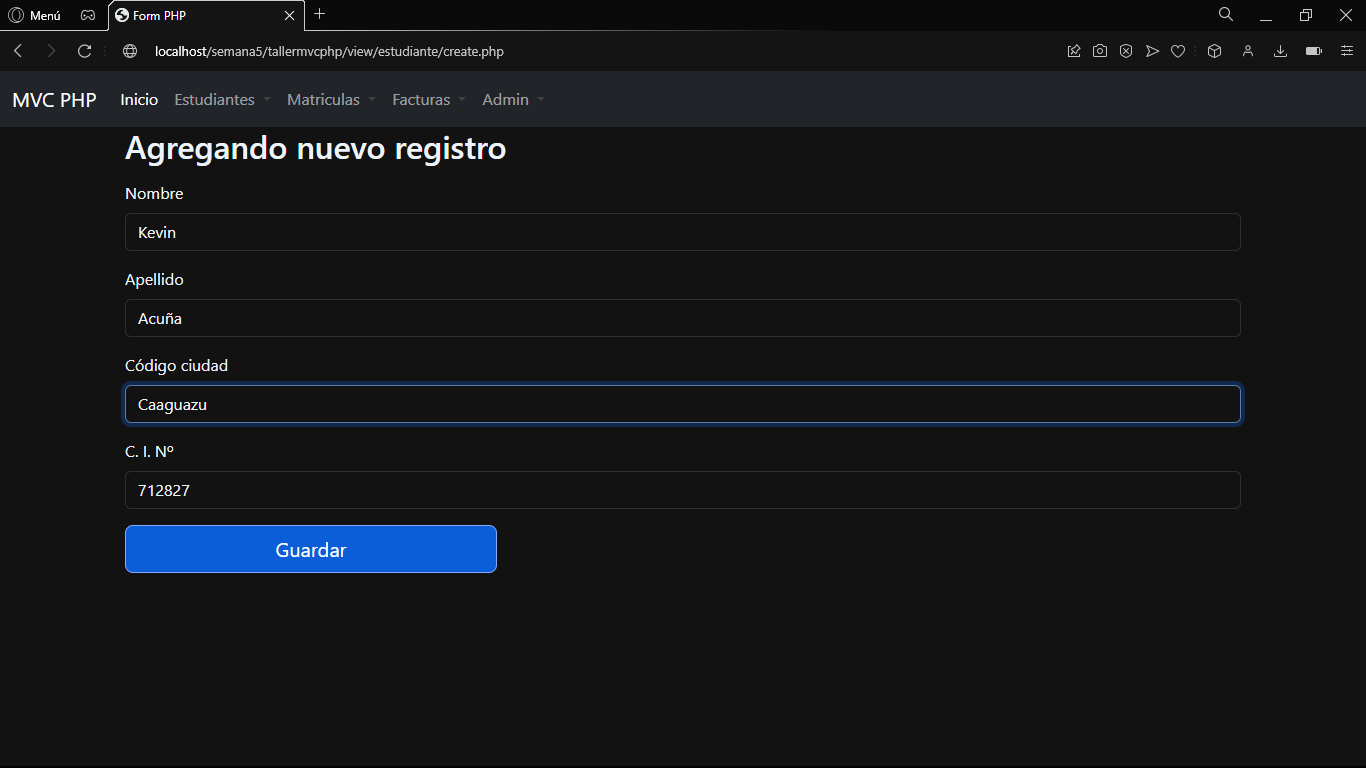 Menú
Form PHP
localhost/semana5/tallermvcphp/view/estudiante/create.php
MVC PHP Inicio Estudiantes Matriculas Facturas Admin
Agregando nuevo registro
Nombre
Kevin
Apellido
Acuña
Código ciudad
Caaguazu
C. I. Nº
712827
Guardar